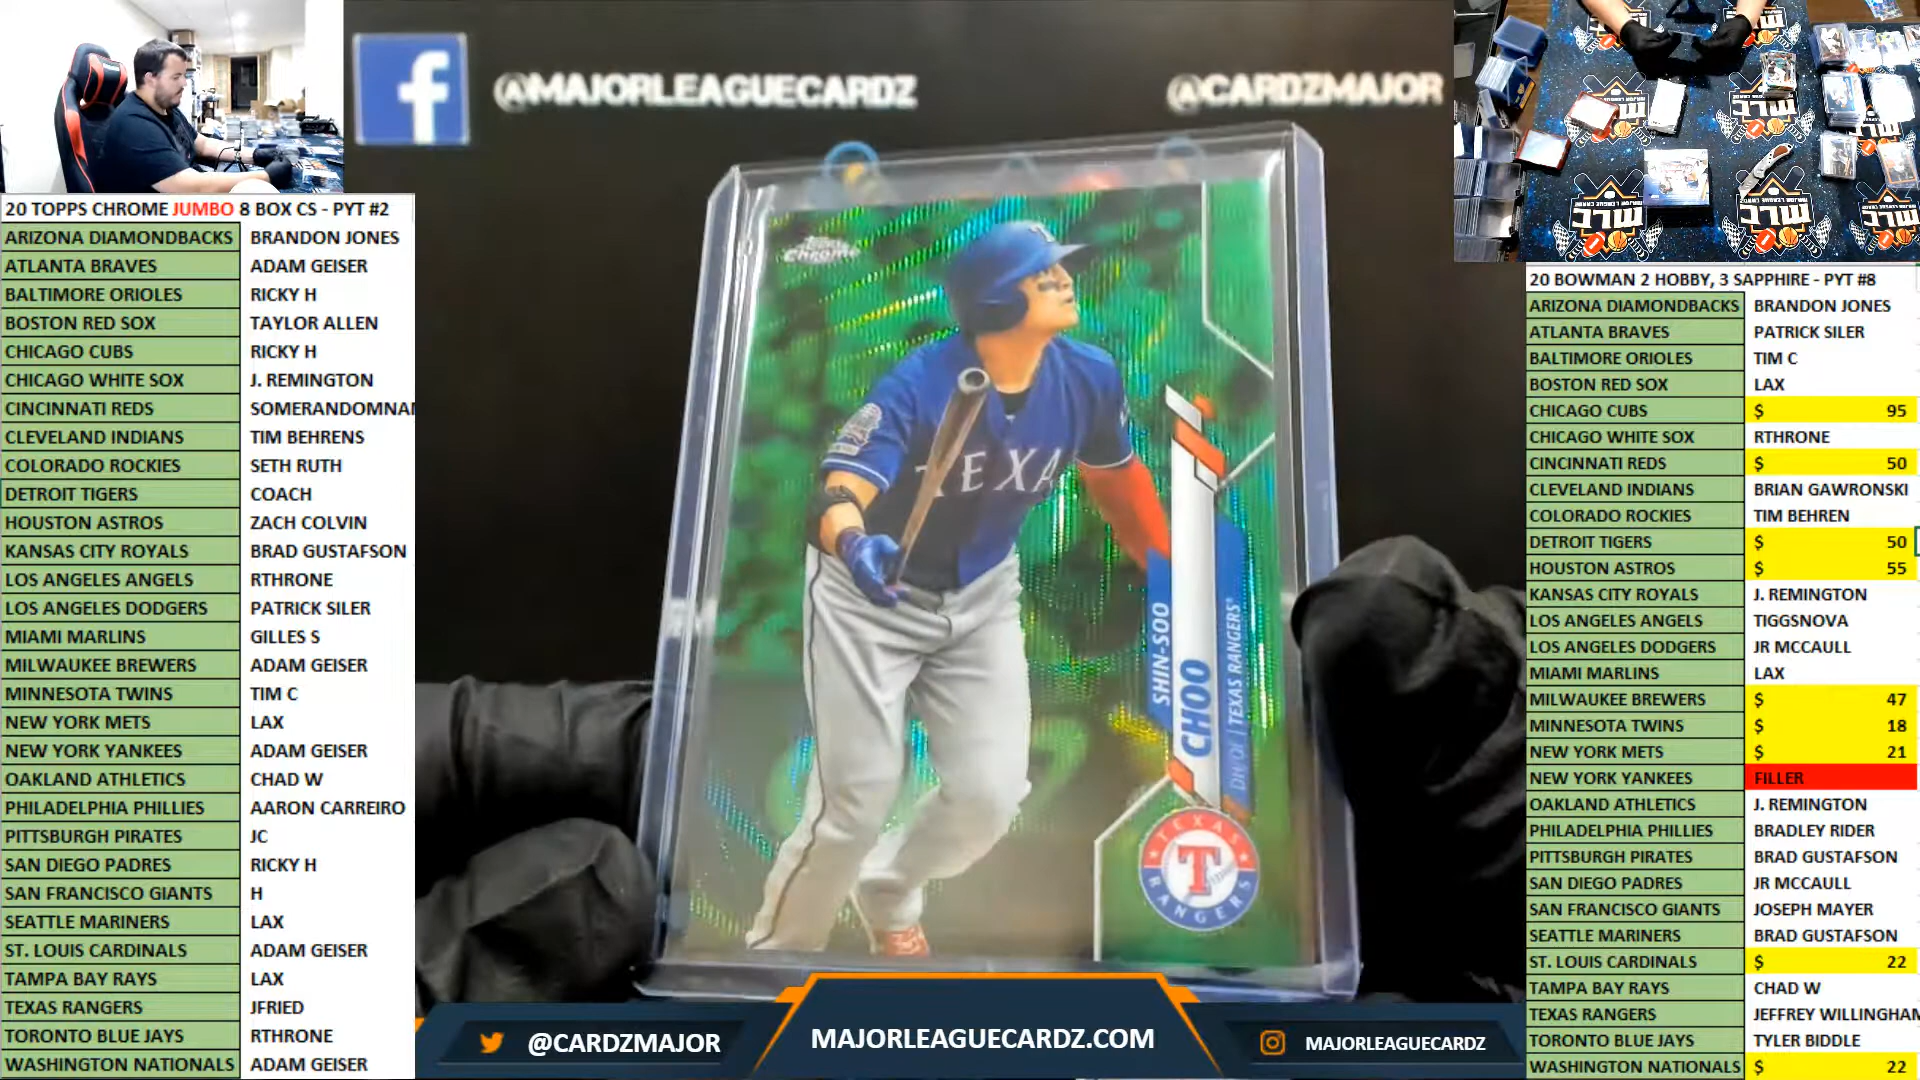 @MAJORLEAGUECARDZ
@CARDZMAJOR
20 TOPPS CHROME JUMBO 8 BOX CS - PYT #2
ARIZONA DIAMONDBACKS BRANDON JONES
ATLANTA BRAVES ADAM GEISER
BALTIMORE ORIOLES RICKY H
BOSTON RED SOX TAYLOR ALLEN
CHICAGO CUBS RICKY H
CHICAGO WHITE SOX J. REMINGTON
CINCINNATI REDS SOMERANDOMNAM
CLEVELAND INDIANS TIM BEHRENS
COLORADO ROCKIES SETH RUTH
DETROIT TIGERS COACH
HOUSTON ASTROS ZACH COLVIN
KANSAS CITY ROYALS BRAD GUSTAFSON
LOS ANGELES ANGELS RTHRONE
LOS ANGELES DODGERS PATRICK SILER
MIAMI MARLINS GILLES S
MILWAUKEE BREWERS ADAM GEISER
MINNESOTA TWINS TIM C
NEW YORK METS LAX
NEW YORK YANKEES ADAM GEISER
OAKLAND ATHLETICS CHAD W
PHILADELPHIA PHILLIES AARON CARREIRO
PITTSBURGH PIRATES JC
SAN DIEGO PADRES RICKY H
SAN FRANCISCO GIANTS H
SEATTLE MARINERS LAX
ST. LOUIS CARDINALS ADAM GEISER
TAMPA BAY RAYS LAX
TEXAS RANGERS JFRIED
TORONTO BLUE JAYS RTHRONE
WASHINGTON NATIONALS ADAM GEISER
Topps
Chrome
TEXA
SHIN-SOO
CHOO
TEXAS RANGERS®
TEXAS
T
RANGERS
@CARDZMAJOR
MAJORLEAGUECARDZ.COM
MAJORLEAGUECARDZ
MLC
20 BOWMAN 2 HOBBY, 3 SAPPHIRE - PYT #8
ARIZONA DIAMONDBACKS BRANDON JONES
ATLANTA BRAVES PATRICK SILER
BALTIMORE ORIOLES TIM C
BOSTON RED SOX LAX
CHICAGO CUBS $ 95
CHICAGO WHITE SOX RTHRONE
CINCINNATI REDS $ 50
CLEVELAND INDIANS BRIAN GAWRONSKI
COLORADO ROCKIES TIM BEHREN
DETROIT TIGERS $ 50
HOUSTON ASTROS $ 55
KANSAS CITY ROYALS J. REMINGTON
LOS ANGELES ANGELS TIGGSNOVA
LOS ANGELES DODGERS JR MCCAULL
MIAMI MARLINS LAX
MILWAUKEE BREWERS $ 47
MINNESOTA TWINS $ 18
NEW YORK METS $ 21
NEW YORK YANKEES FILLER
OAKLAND ATHLETICS J. REMINGTON
PHILADELPHIA PHILLIES BRADLEY RIDER
PITTSBURGH PIRATES BRAD GUSTAFSON
SAN DIEGO PADRES JR MCCAULL
SAN FRANCISCO GIANTS JOSEPH MAYER
SEATTLE MARINERS BRAD GUSTAFSON
ST. LOUIS CARDINALS $ 22
TAMPA BAY RAYS CHAD W
TEXAS RANGERS JEFFREY WILLINGHAM
TORONTO BLUE JAYS TYLER BIDDLE
WASHINGTON NATIONALS $ 22